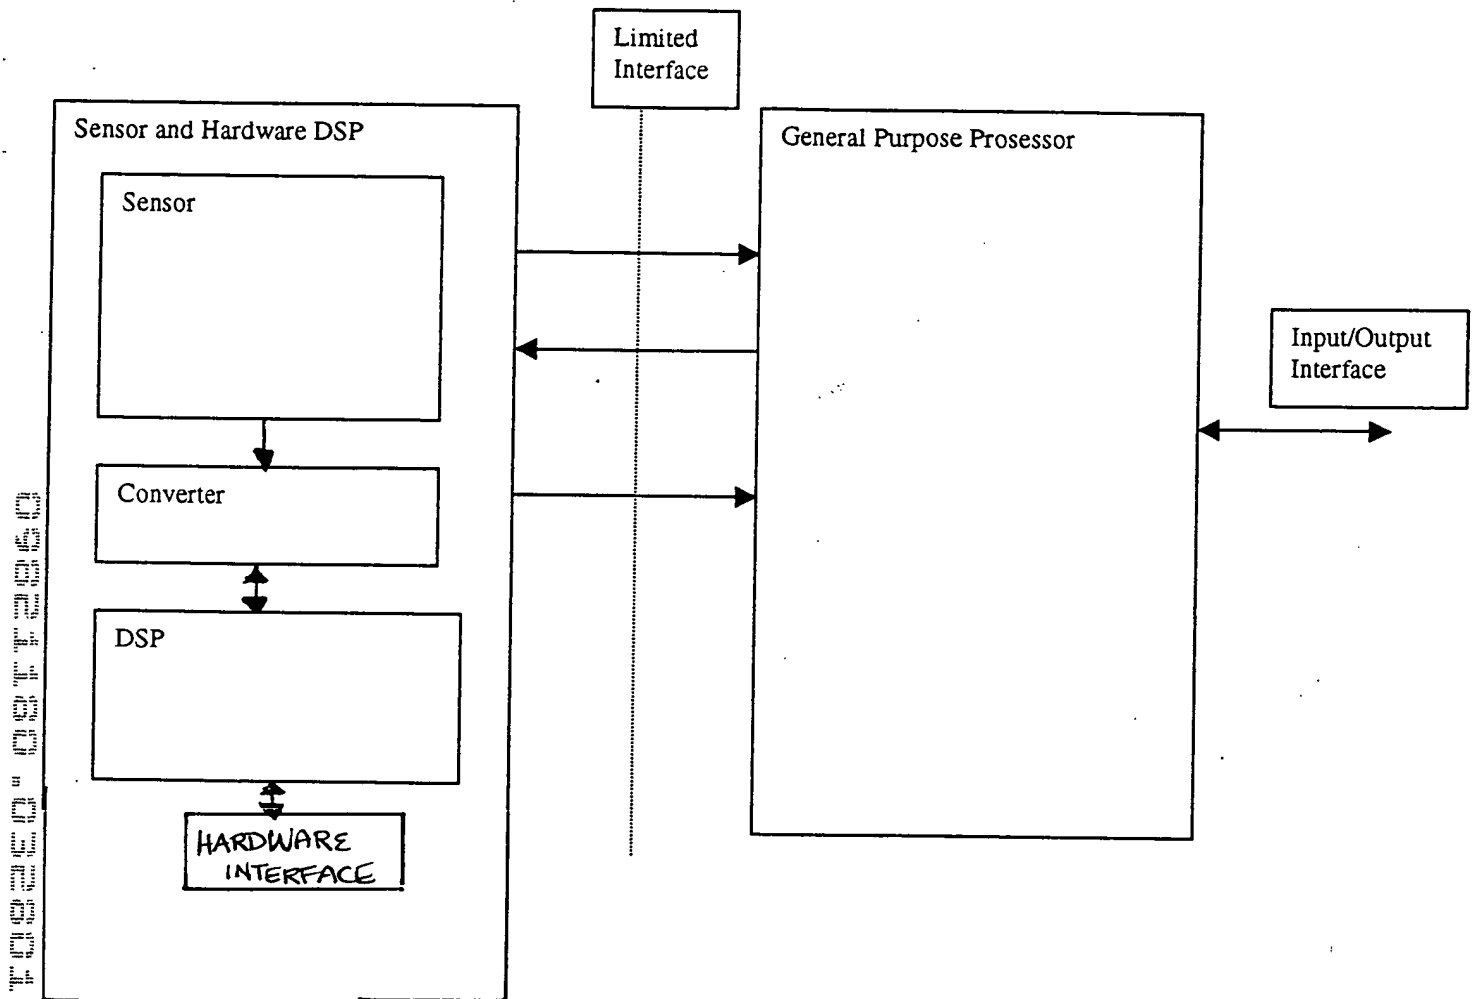 Limited
Interface
Sensor and Hardware DSP
General Purpose Prosessor
Sensor
Input/Output
Interface
Converter
DSP
HARDWARE
INTERFACE